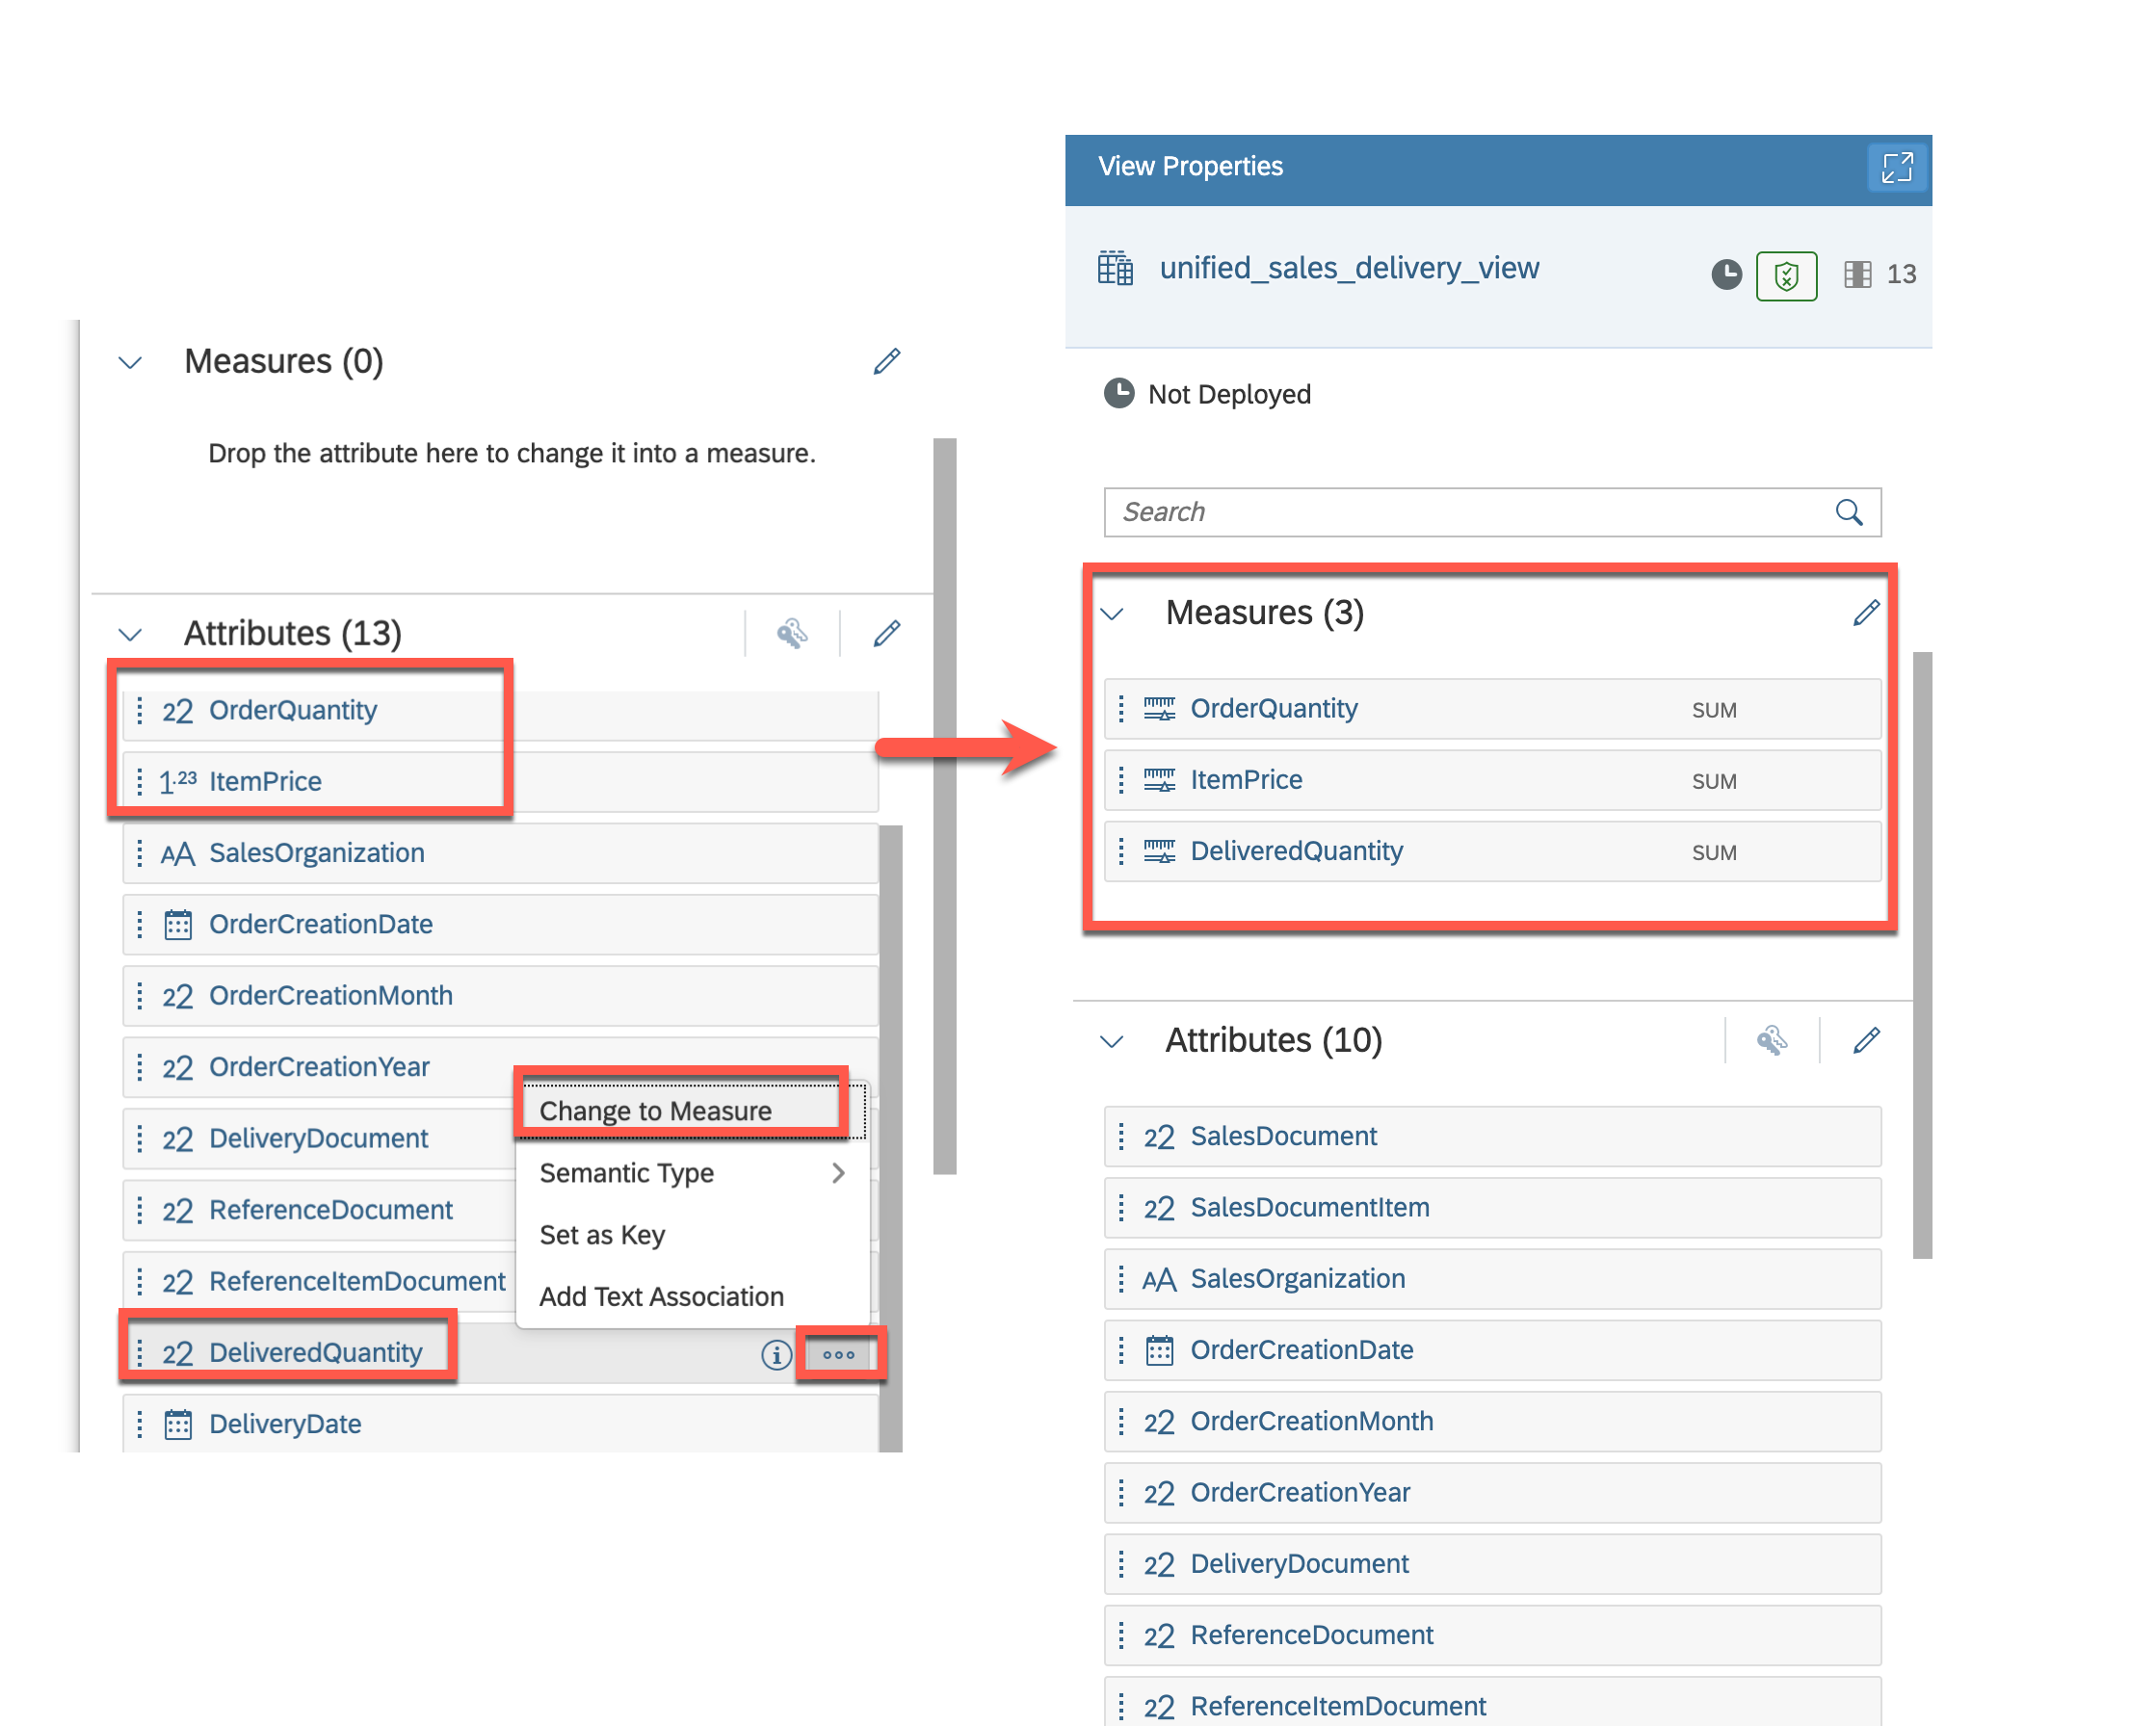 Measures (0)
Drop the attribute here to change it into a measure.
Attributes (13)
22 OrderQuantity
1.23 ItemPrice
AA SalesOrganization
OrderCreationDate
22 OrderCreationMonth
22 OrderCreationYear
22 DeliveryDocument
22 ReferenceDocument
22 ReferenceItemDocument
22 DeliveredQuantity
DeliveryDate
Change to Measure
Semantic Type
Set as Key
Add Text Association
View Properties
unified_sales_delivery_view
13
Not Deployed
Search
Measures (3)
OrderQuantity SUM
ItemPrice SUM
DeliveredQuantity SUM
Attributes (10)
22 SalesDocument
22 SalesDocumentItem
AA SalesOrganization
OrderCreationDate
22 OrderCreationMonth
22 OrderCreationYear
22 DeliveryDocument
22 ReferenceDocument
22 ReferenceItemDocument